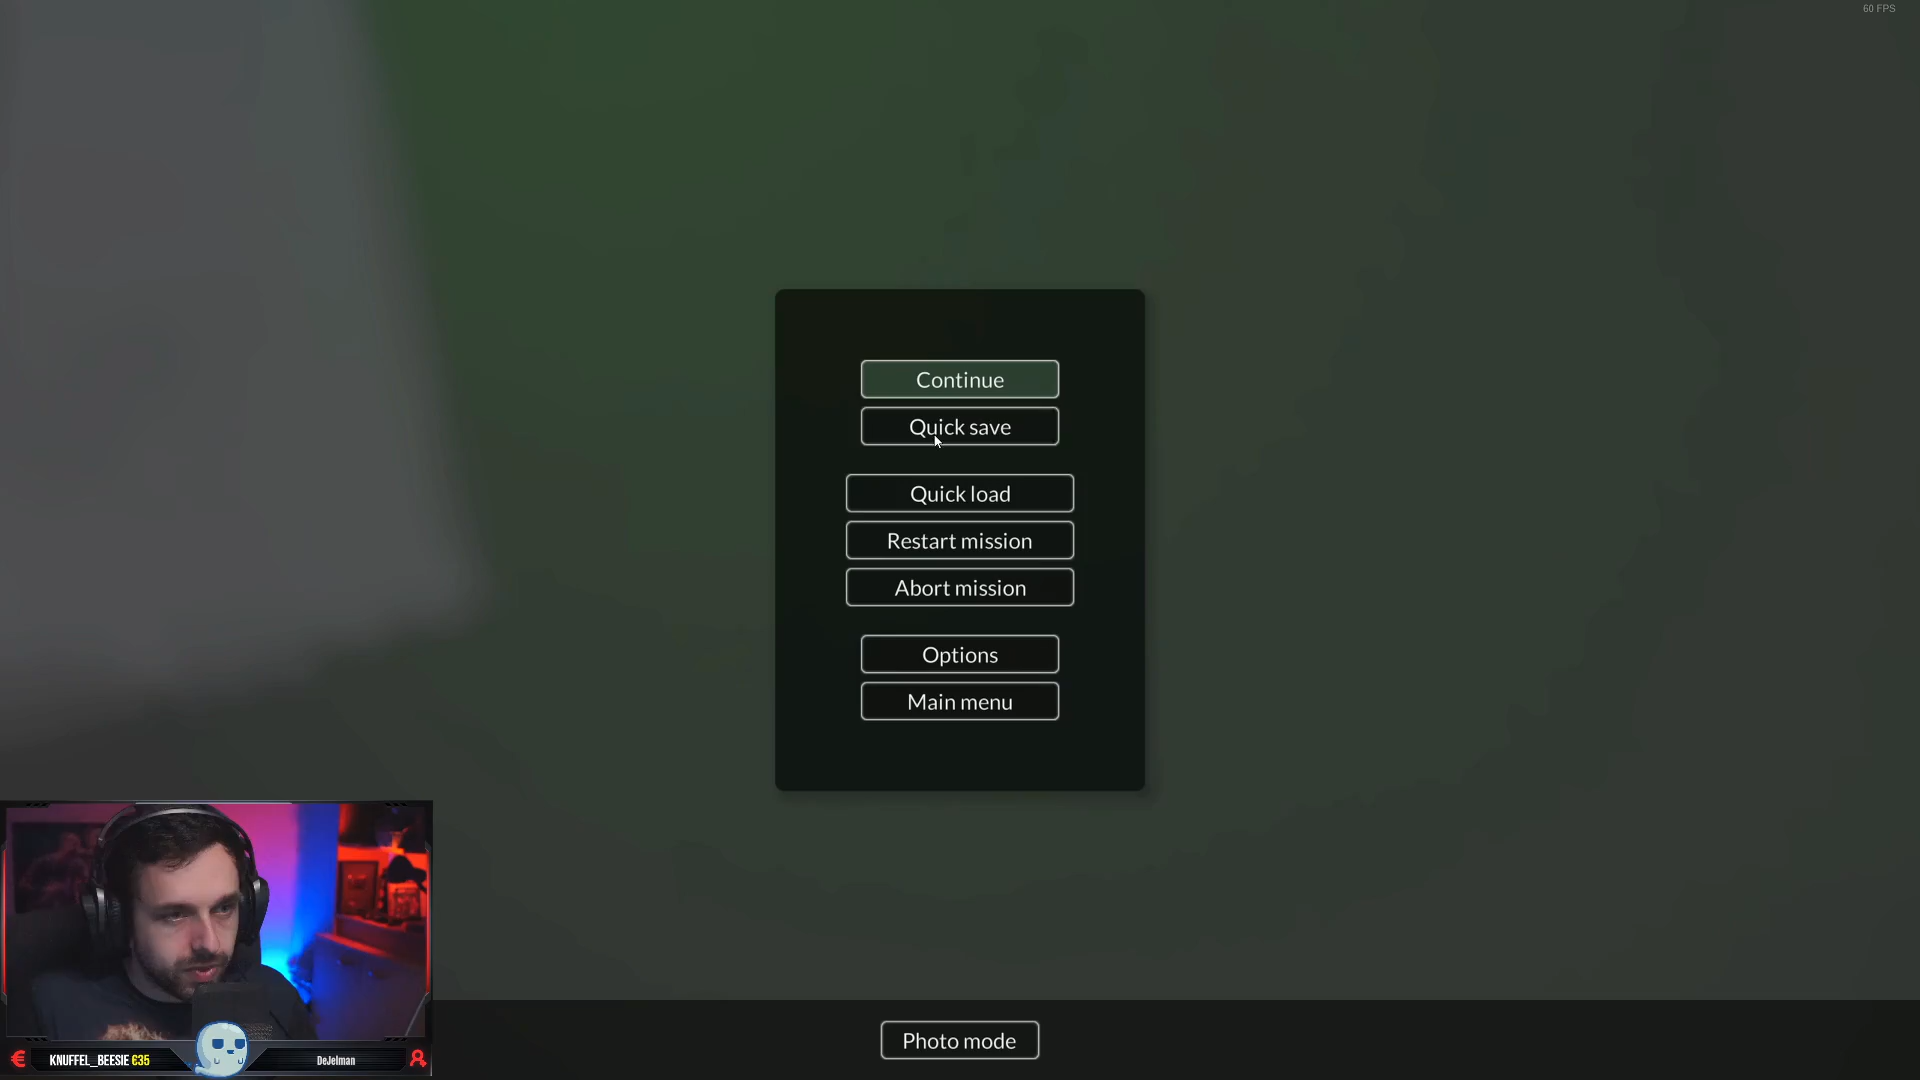 60 FPS
Continue
Quick save
Quick load
Restart mission
Abort mission
Options
Main menu
Photo mode
€ KNUFFEL_BEESIE €35
DeJelman